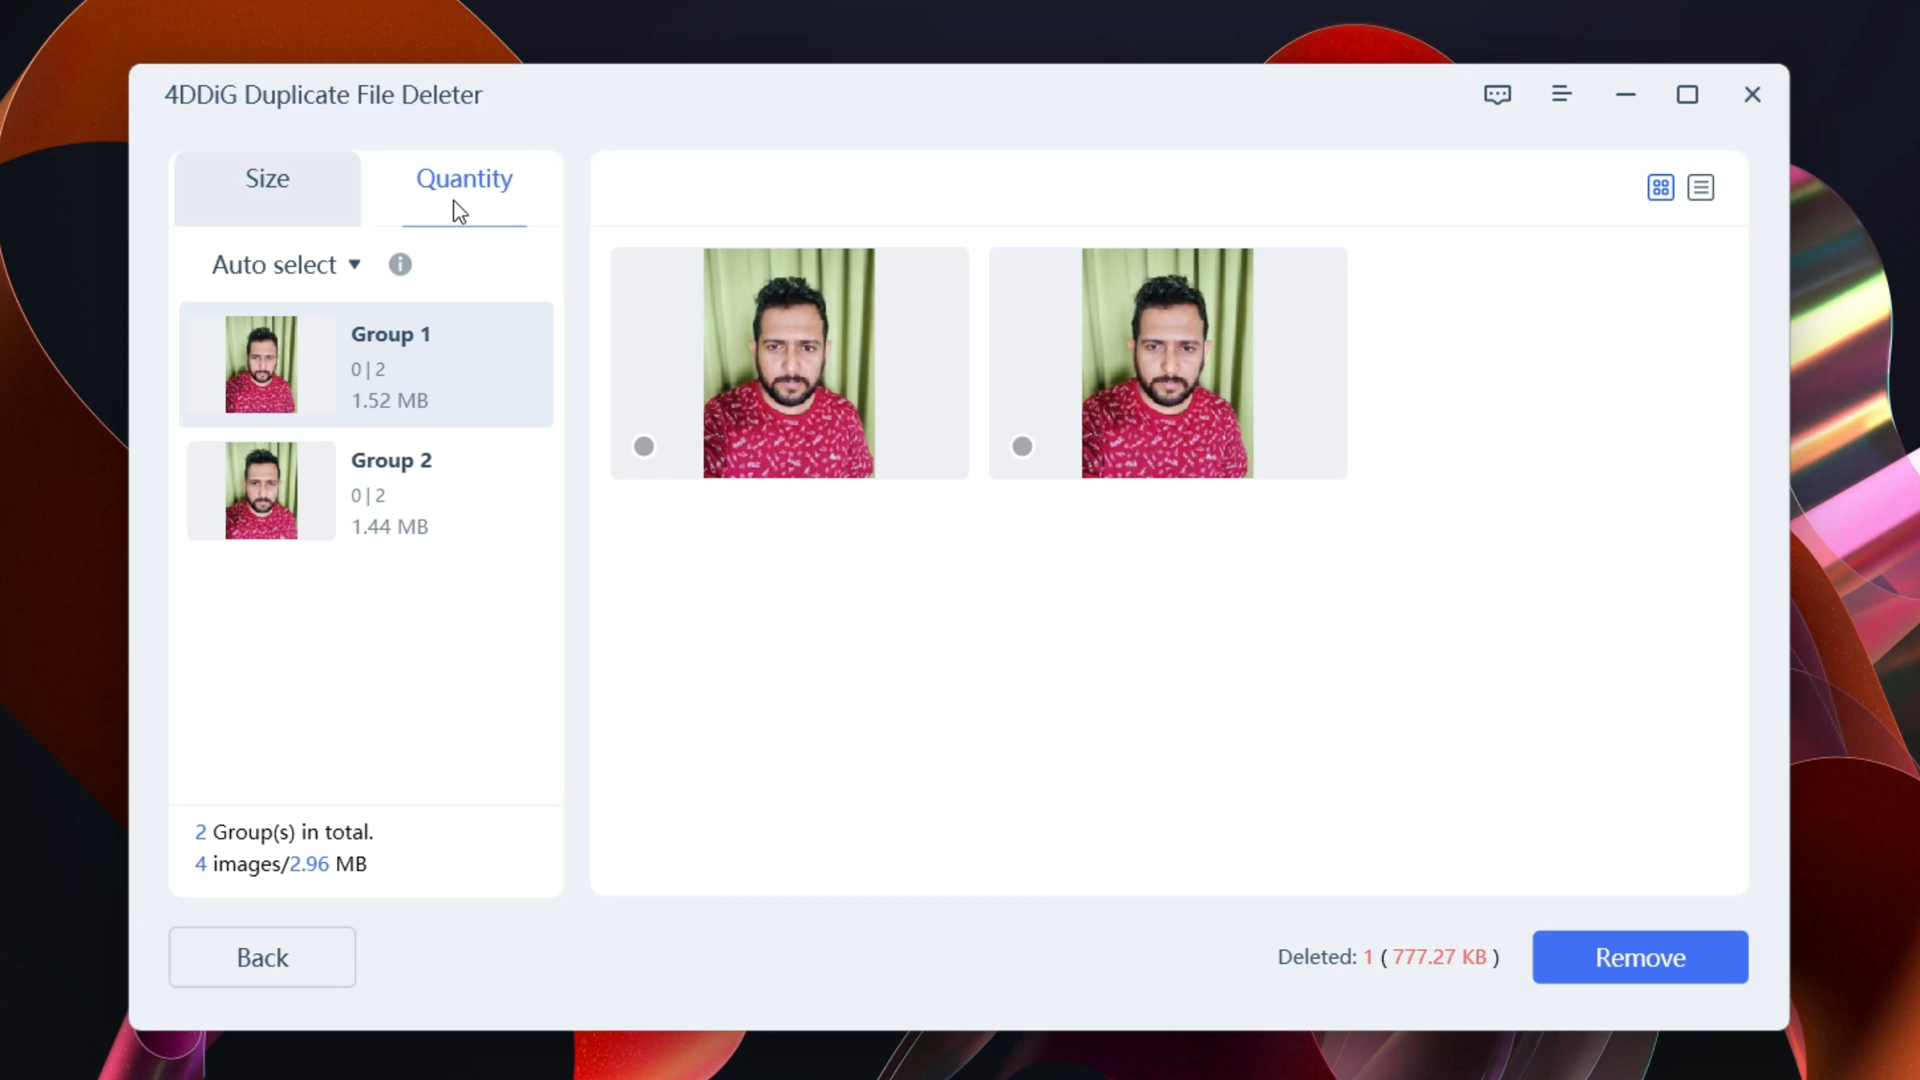 4DDiG Duplicate File Deleter
Size
Quantity
Auto select
Group 1
0|2
1.52 MB
Group 2
0|2
1.44 MB
2 Group(s) in total.
4 images/2.96 MB
Back
Deleted: 1 ( 777.27 KB )
Remove